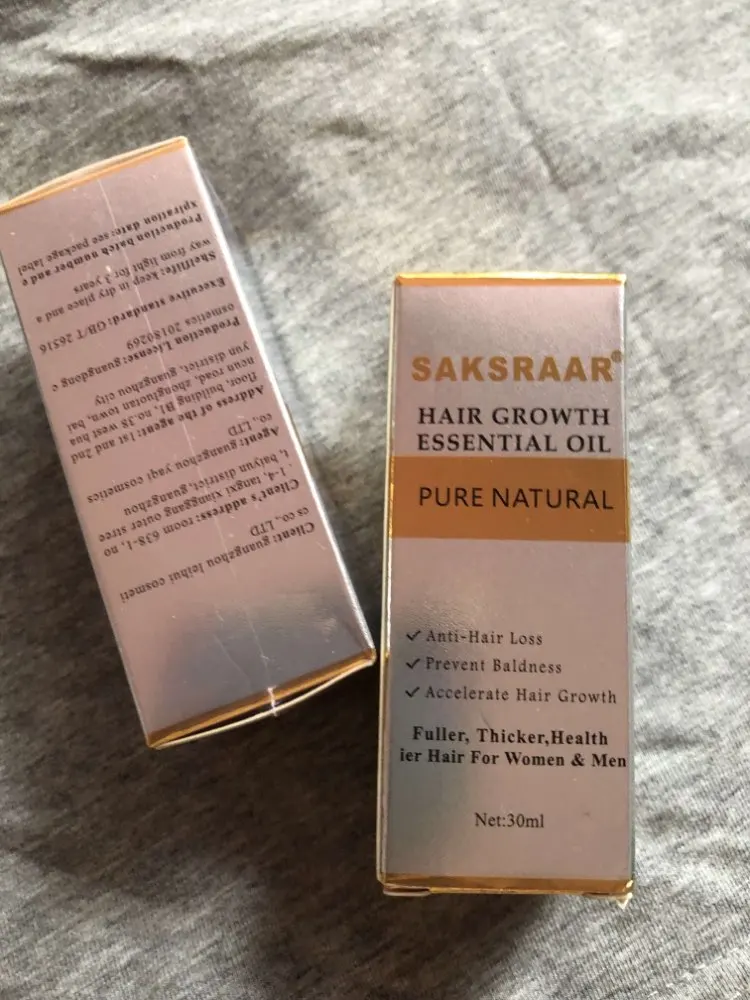 Client: guangzhou leihui cosmeti
cs co., LTD
Client's address: room 638-1, no
. 1-4, tangxi xianggang outer stree
t, baiyun district, guangzhou
Agent: guangzhou yaqi cosmetics
co., LTD
Address of the agent: 1st and 2nd
floor, building B1, no.38 west hua
ncun road, zhongluotan town, bai
yun district, guangzhou city
Production License: guangdong c
osmetics 20180269
Executive standard: GB/T 26516
Shelflife: keep in dry place and a
way from light for 3 years
Production batch number and e
xpiration date: see package label
SAKSRAAR®
HAIR GROWTH
ESSENTIAL OIL
PURE NATURAL
✓ Anti-Hair Loss
✓ Prevent Baldness
✓ Accelerate Hair Growth
Fuller, Thicker,Health
ier Hair For Women & Men
Net:30ml